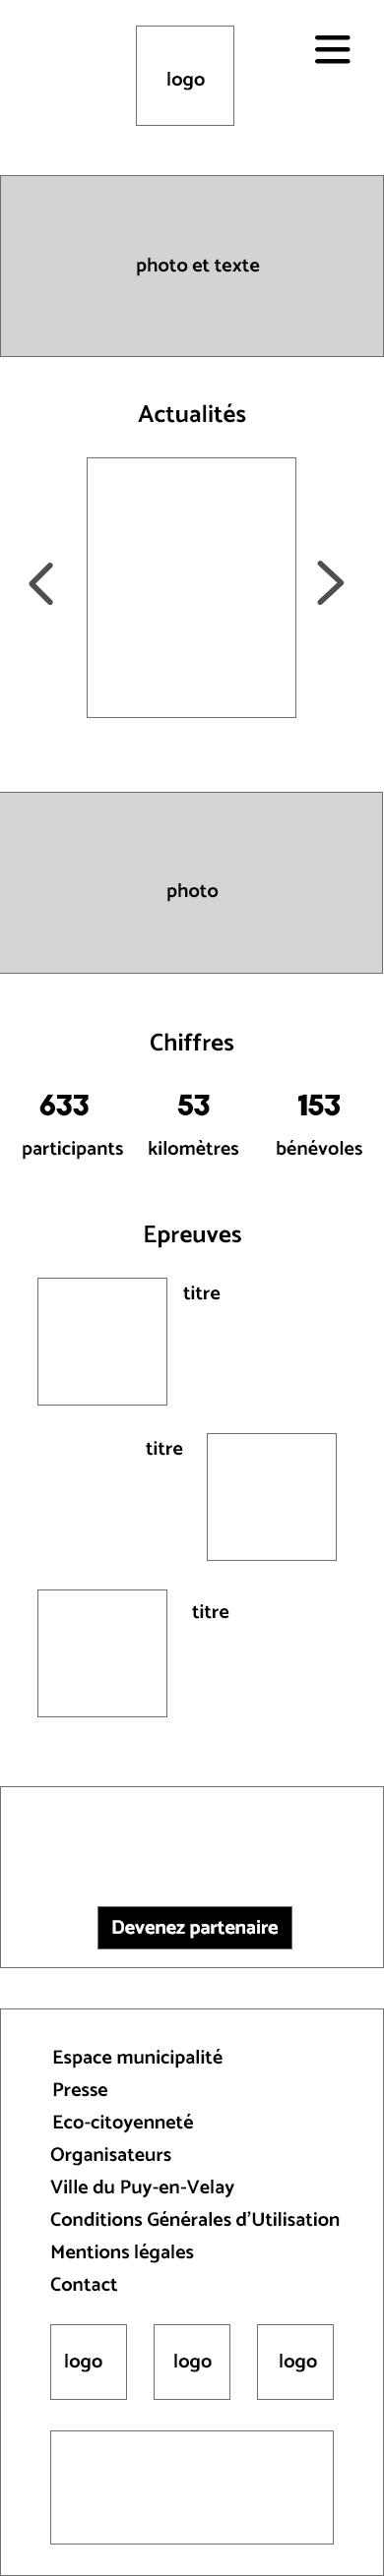 logo
photo et texte
Actualités
photo
Chiffres
633 53 153
participants kilomètres bénévoles
Epreuves
titre
titre
titre
Devenez partenaire
Espace municipalité
Presse
Eco-citoyenneté
Organisateurs
Ville du Puy-en-Velay
Conditions Générales d'Utilisation
Mentions légales
Contact
logo logo logo